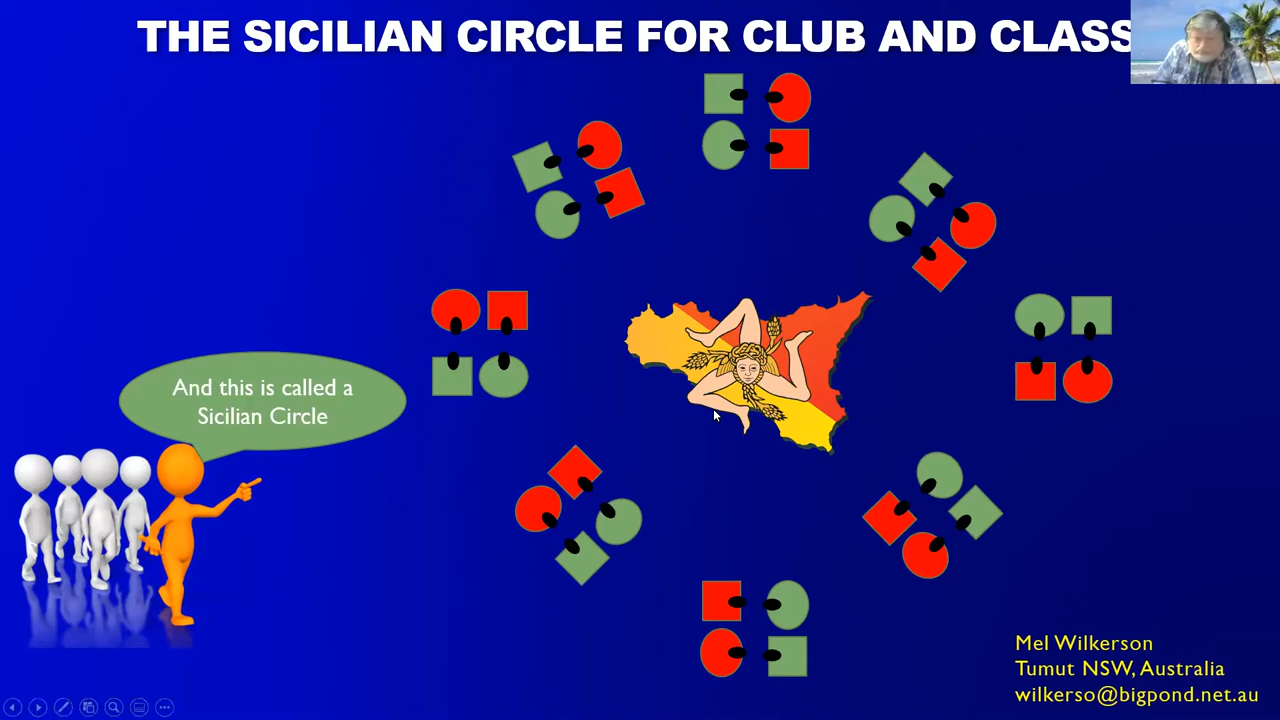 THE SICILIAN CIRCLE FOR CLUB AND CLASS
And this is called a
Sicilian Circle
Mel Wilkerson
Tumut NSW, Australia
wilkerso@bigpond.net.au